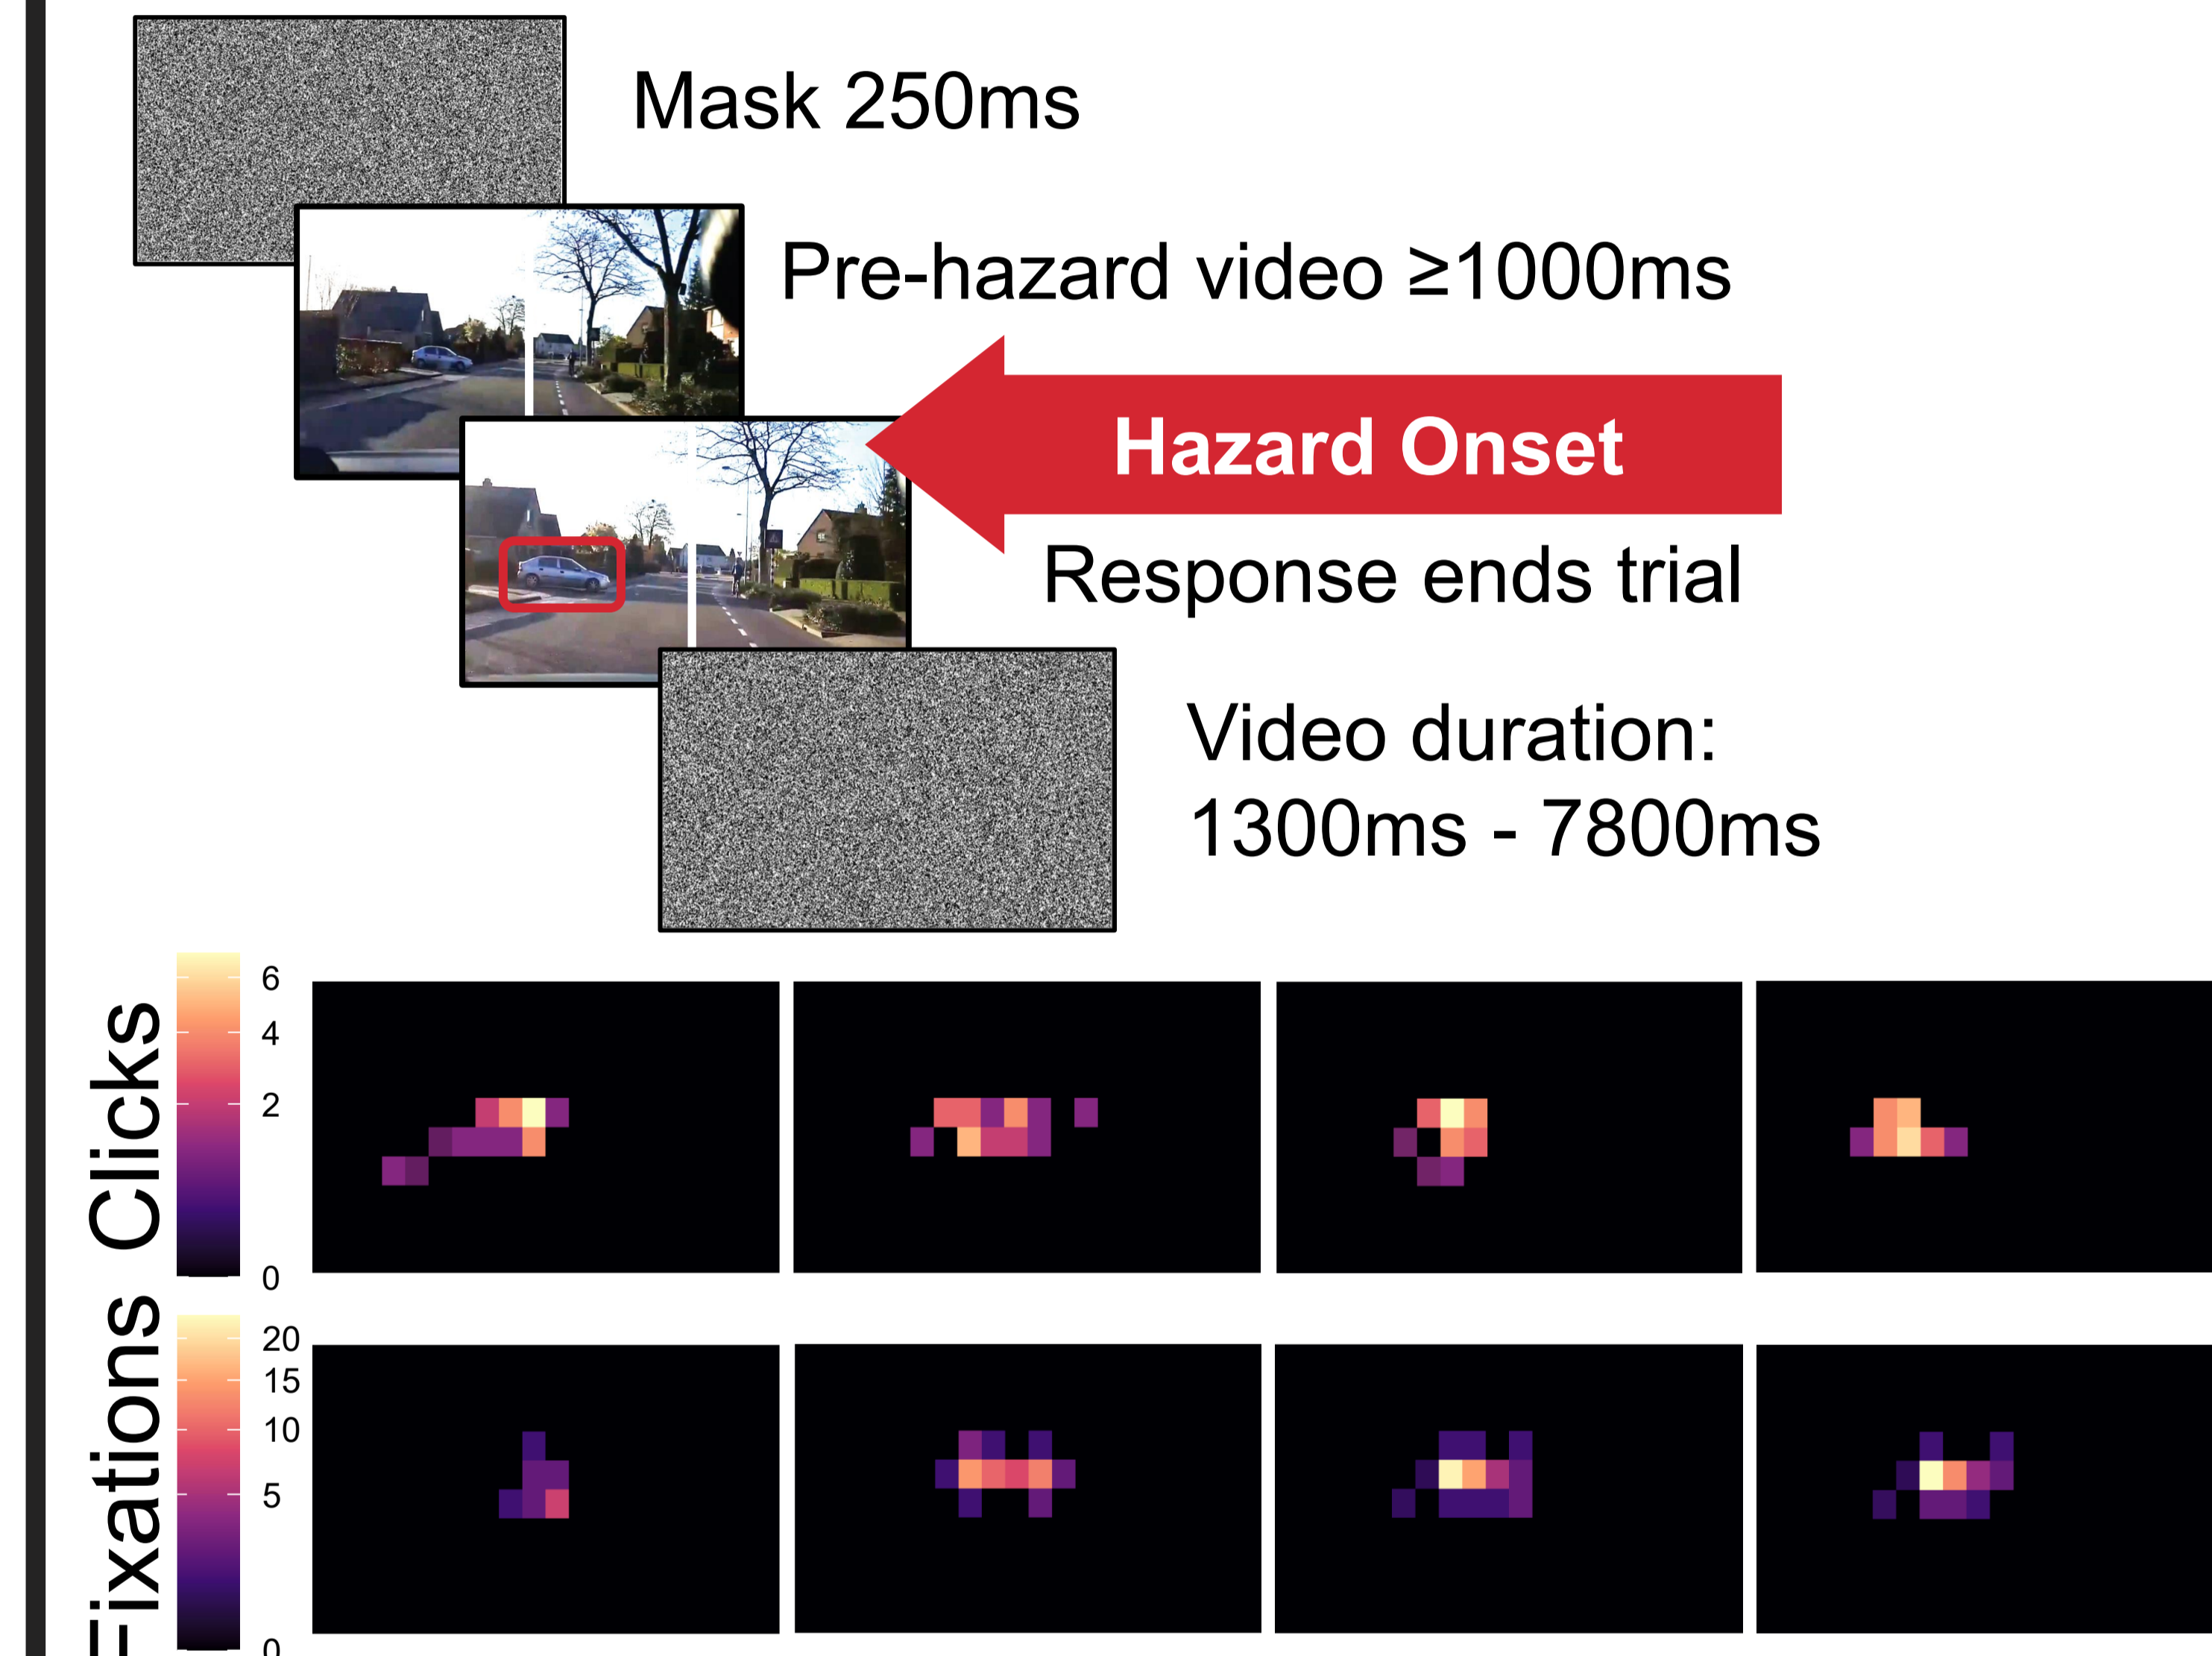 Mask 250ms
Pre-hazard video ≥1000ms
Hazard Onset
Response ends trial
Video duration:
1300ms - 7800ms
Clicks
6
4
2
0
Fixations
20
15
10
5
0